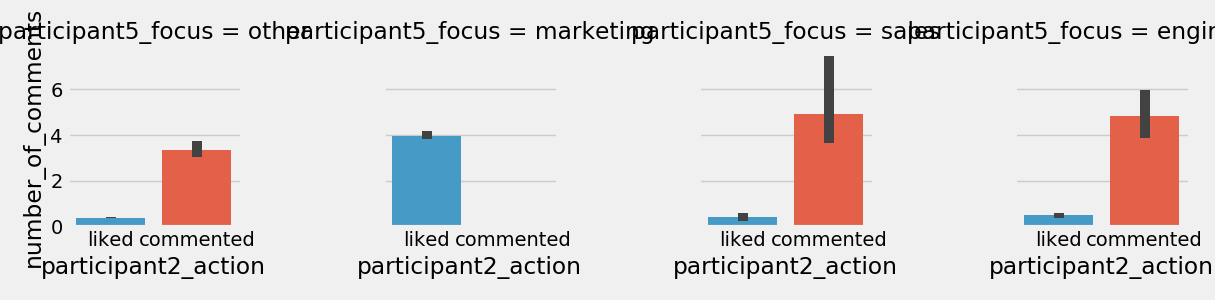 participant5_focus = other
participant5_focus = marketing
participant5_focus = sales
participant5_focus =
number_of_comments
6
4
2
0
liked commented
liked commented
liked commented
liked commented
participant2_action
participant2_action
participant2_action
participant2_action